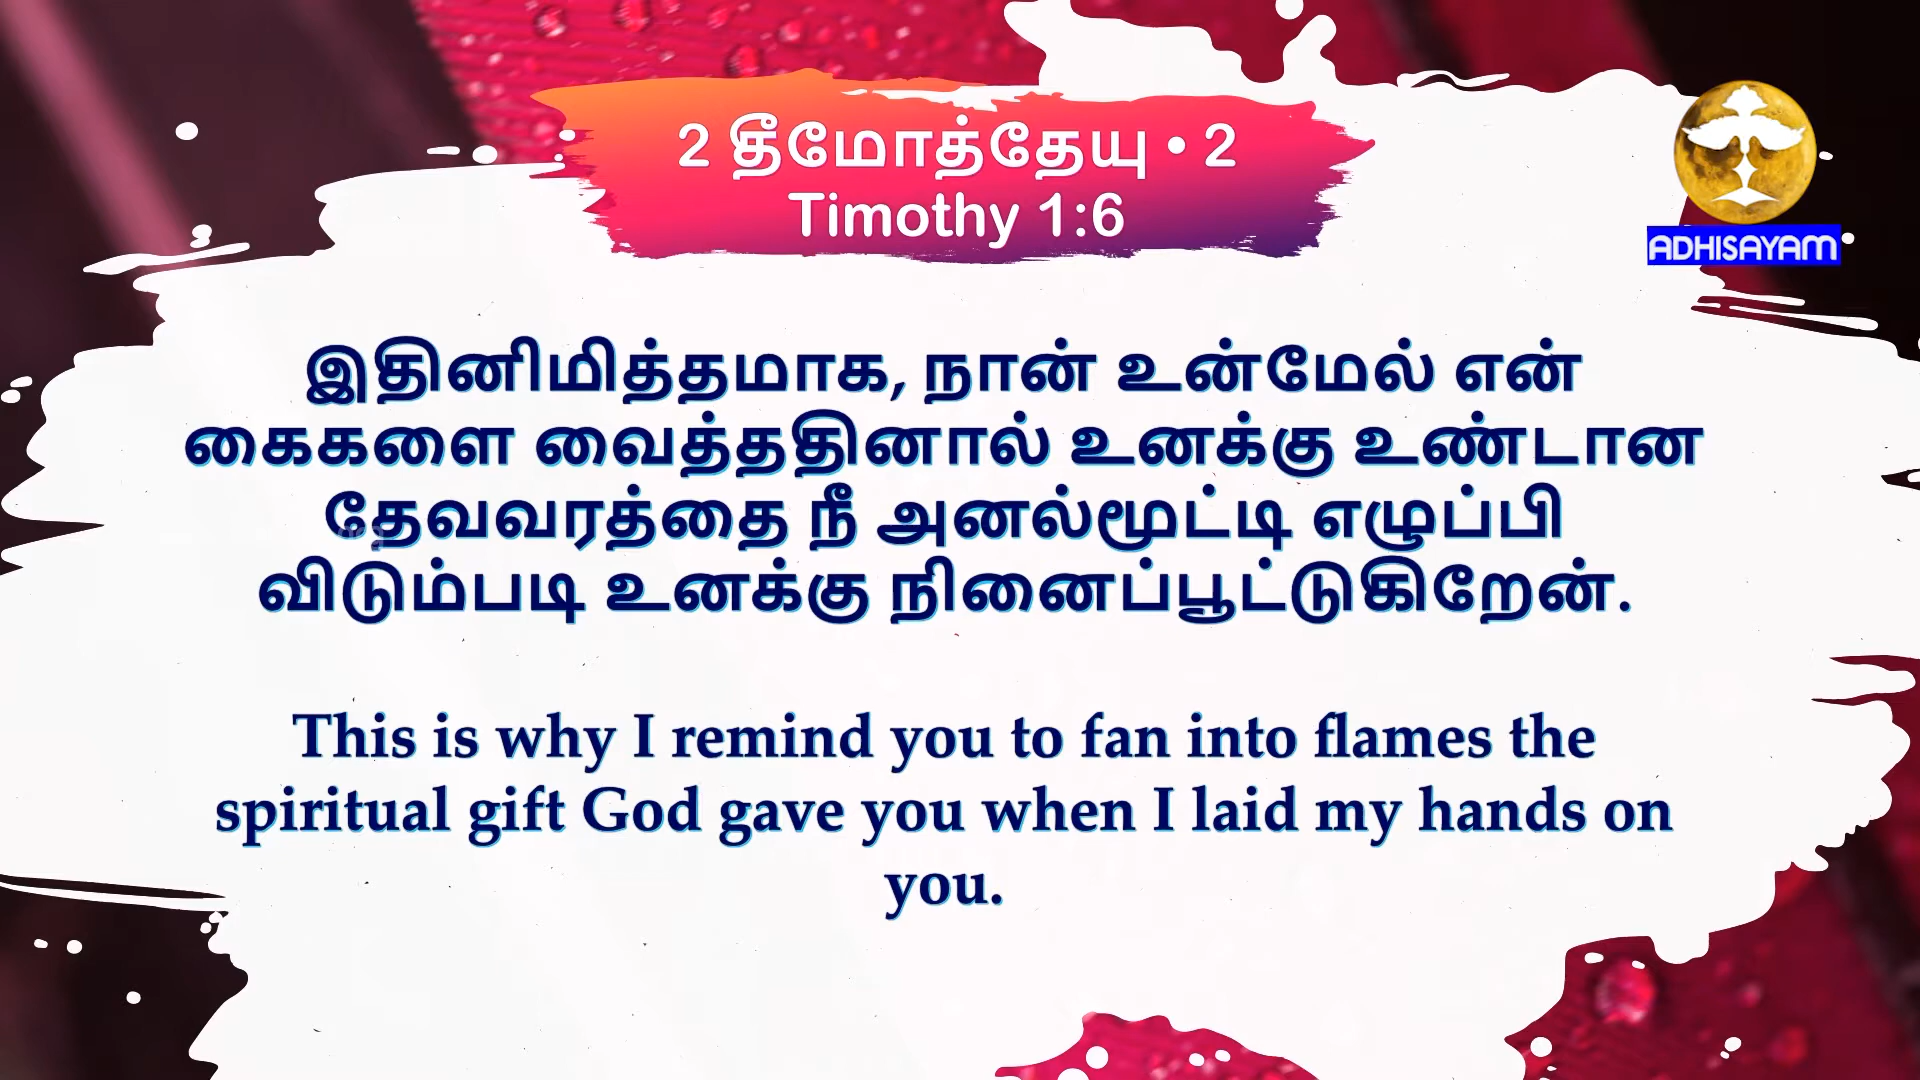 2 தீமோத்தேயு • 2
Timothy 1:6
ADHISAYAM
இதினிமித்தமாக, நான் உன்மேல் என்
கைகளை வைத்ததினால் உனக்கு உண்டான
தேவவரத்தை நீ அனல்மூட்டி எழுப்பி
விடும்படி உனக்கு நினைப்பூட்டுகிறேன்.
This is why I remind you to fan into flames the
spiritual gift God gave you when I laid my hands on
you.